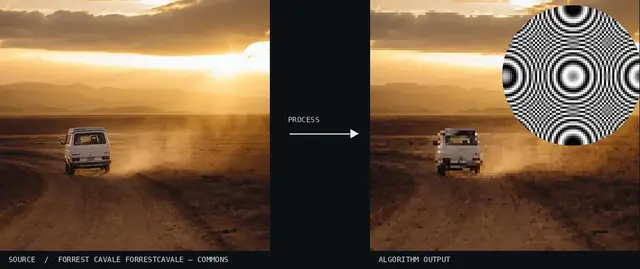 PROCESS
SOURCE / FORREST CAVALE FORRESTCAVALE — COMMONS
ALGORITHM OUTPUT